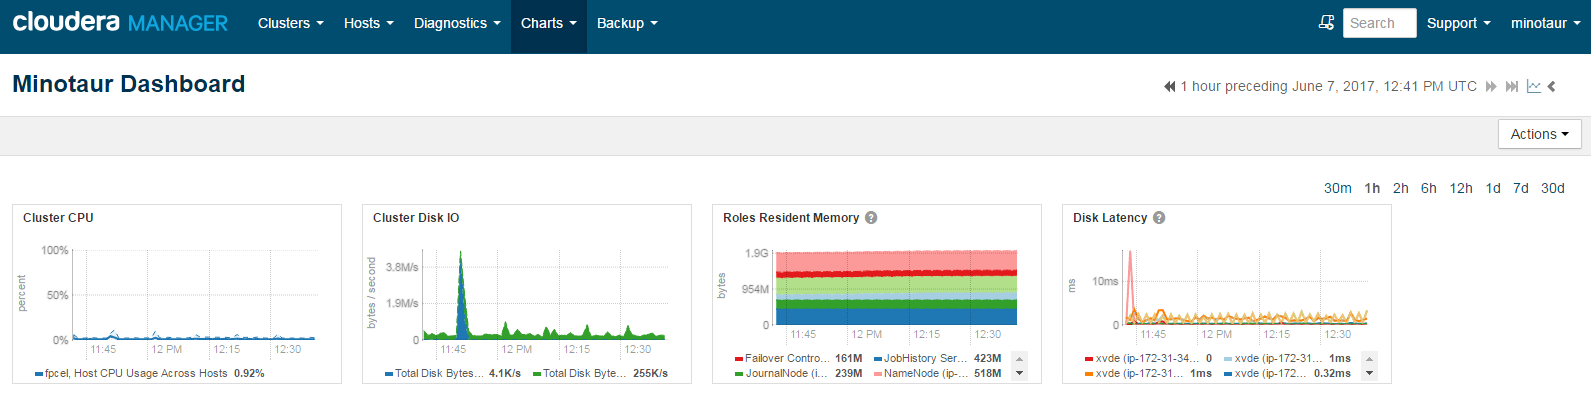 cloudera MANAGER Clusters Hosts Diagnostics Charts Backup Search Support minotaur
Minotaur Dashboard
1 hour preceding June 7, 2017, 12:41 PM UTC
Actions
30m 1h 2h 6h 12h 1d 7d 30d
Cluster CPU
100%
50%
0%
percent
11:45 12 PM 12:15 12:30
fpcel, Host CPU Usage Across Hosts 0.92%
Cluster Disk IO
3.8M/s
1.9M/s
0
bytes / second
11:45 12 PM 12:15 12:30
Total Disk Bytes... 4.1K/s Total Disk Byte... 255K/s
Roles Resident Memory ?
1.9G
954M
0
bytes
11:45 12 PM 12:15 12:30
Failover Contro... 161M JobHistory Ser... 423M
JournalNode (i... 239M NameNode (ip-... 518M
Disk Latency ?
10ms
0
ms
11:45 12 PM 12:15 12:30
xvde (ip-172-31-34... 0 xvde (ip-172-31... 1ms
xvde (ip-172-31... 1ms xvde (ip-172... 0.32ms